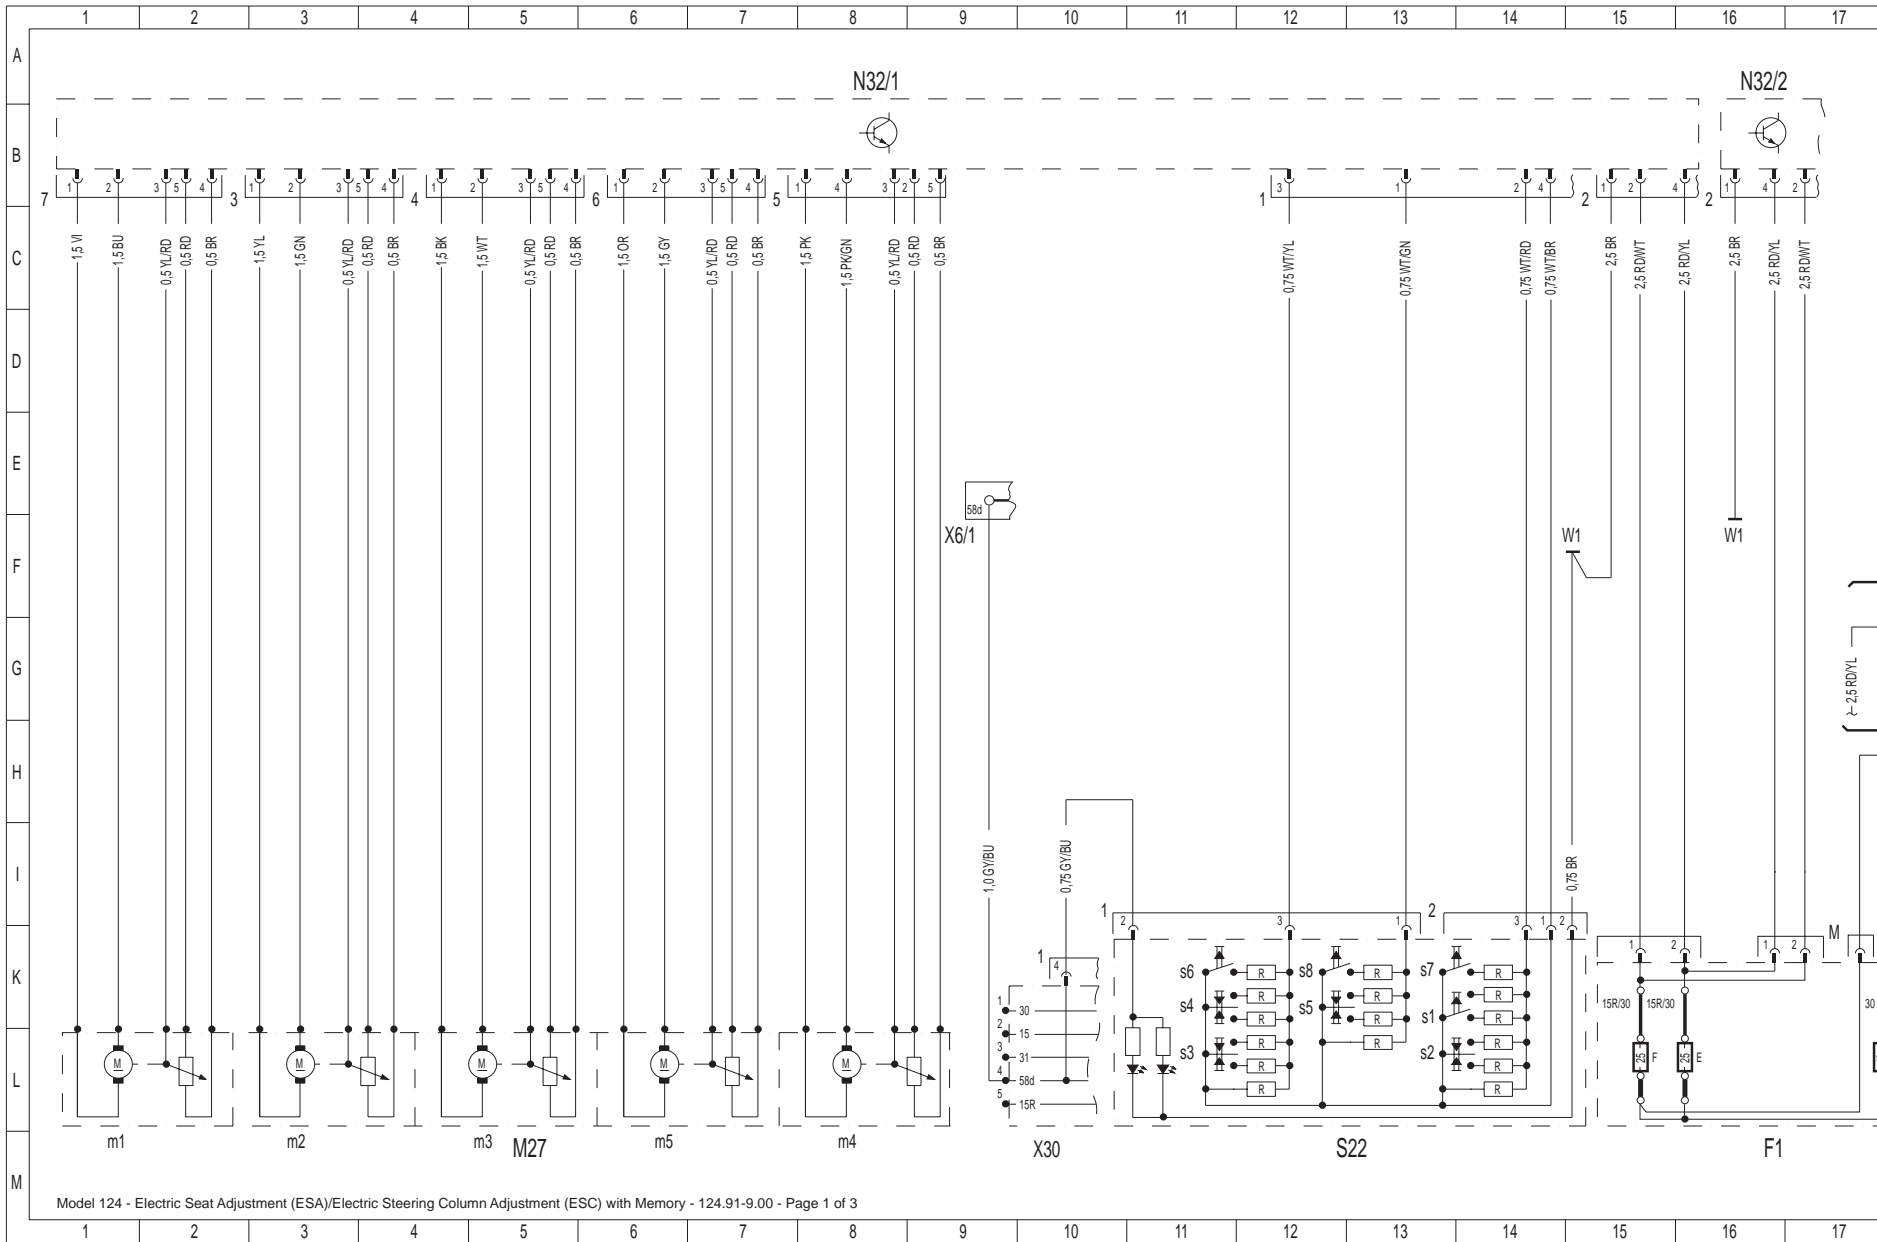 1 2 3 4 5 6 7 8 9 10 11 12 13 14 15 16 17
A
N32/1 N32/2
B
1 2 3 5 4 1 2 3 5 4 1 2 3 5 4 1 2 3 5 4 1 4 3 2 5 3 1 2 4 1 2 4 1 4 2
7 3 4 6 5 1 2 2
C
1,5 VI
1,5 BU
0,5 YL/RD
0,5 RD
0,5 BR
1,5 YL
1,5 GN
0,5 YL/RD
0,5 RD
0,5 BR
1,5 BK
1,5 WT
0,5 YL/RD
0,5 RD
0,5 BR
1,5 OR
1,5 GY
0,5 YL/RD
0,5 RD
0,5 BR
1,5 PK
1,5 PK/GN
0,5 YL/RD
0,5 RD
0,5 BR
0,75 WT/YL
0,75 WT/GN
0,75 WT/RD
0,75 WT/BR
2,5 BR
2,5 RD/WT
2,5 RD/YL
2,5 BR
2,5 RD/YL
2,5 RD/WT
D
E
58d
X6/1 W1 W1
F
G
2,5 RD/YL
H
I
1,0 GY/BU
0,75 GY/BU
0,75 BR
1 2 3 1 2 3 1 2
1 2 1 2 M
1 4
K
s6 R s8 R s7 R
R R R
s4 s5 s1
R R R
s3 R R s2 R
R R
R R
1 30
2 15
3 31
4 58d
5 15R
15R/30 15R/30 30
L
M M M M M
25 F 25 E
m1 m2 m3 M27 m5 m4 X30 S22 F1
M
Model 124 - Electric Seat Adjustment (ESA)/Electric Steering Column Adjustment (ESC) with Memory - 124.91-9.00 - Page 1 of 3
1 2 3 4 5 6 7 8 9 10 11 12 13 14 15 16 17